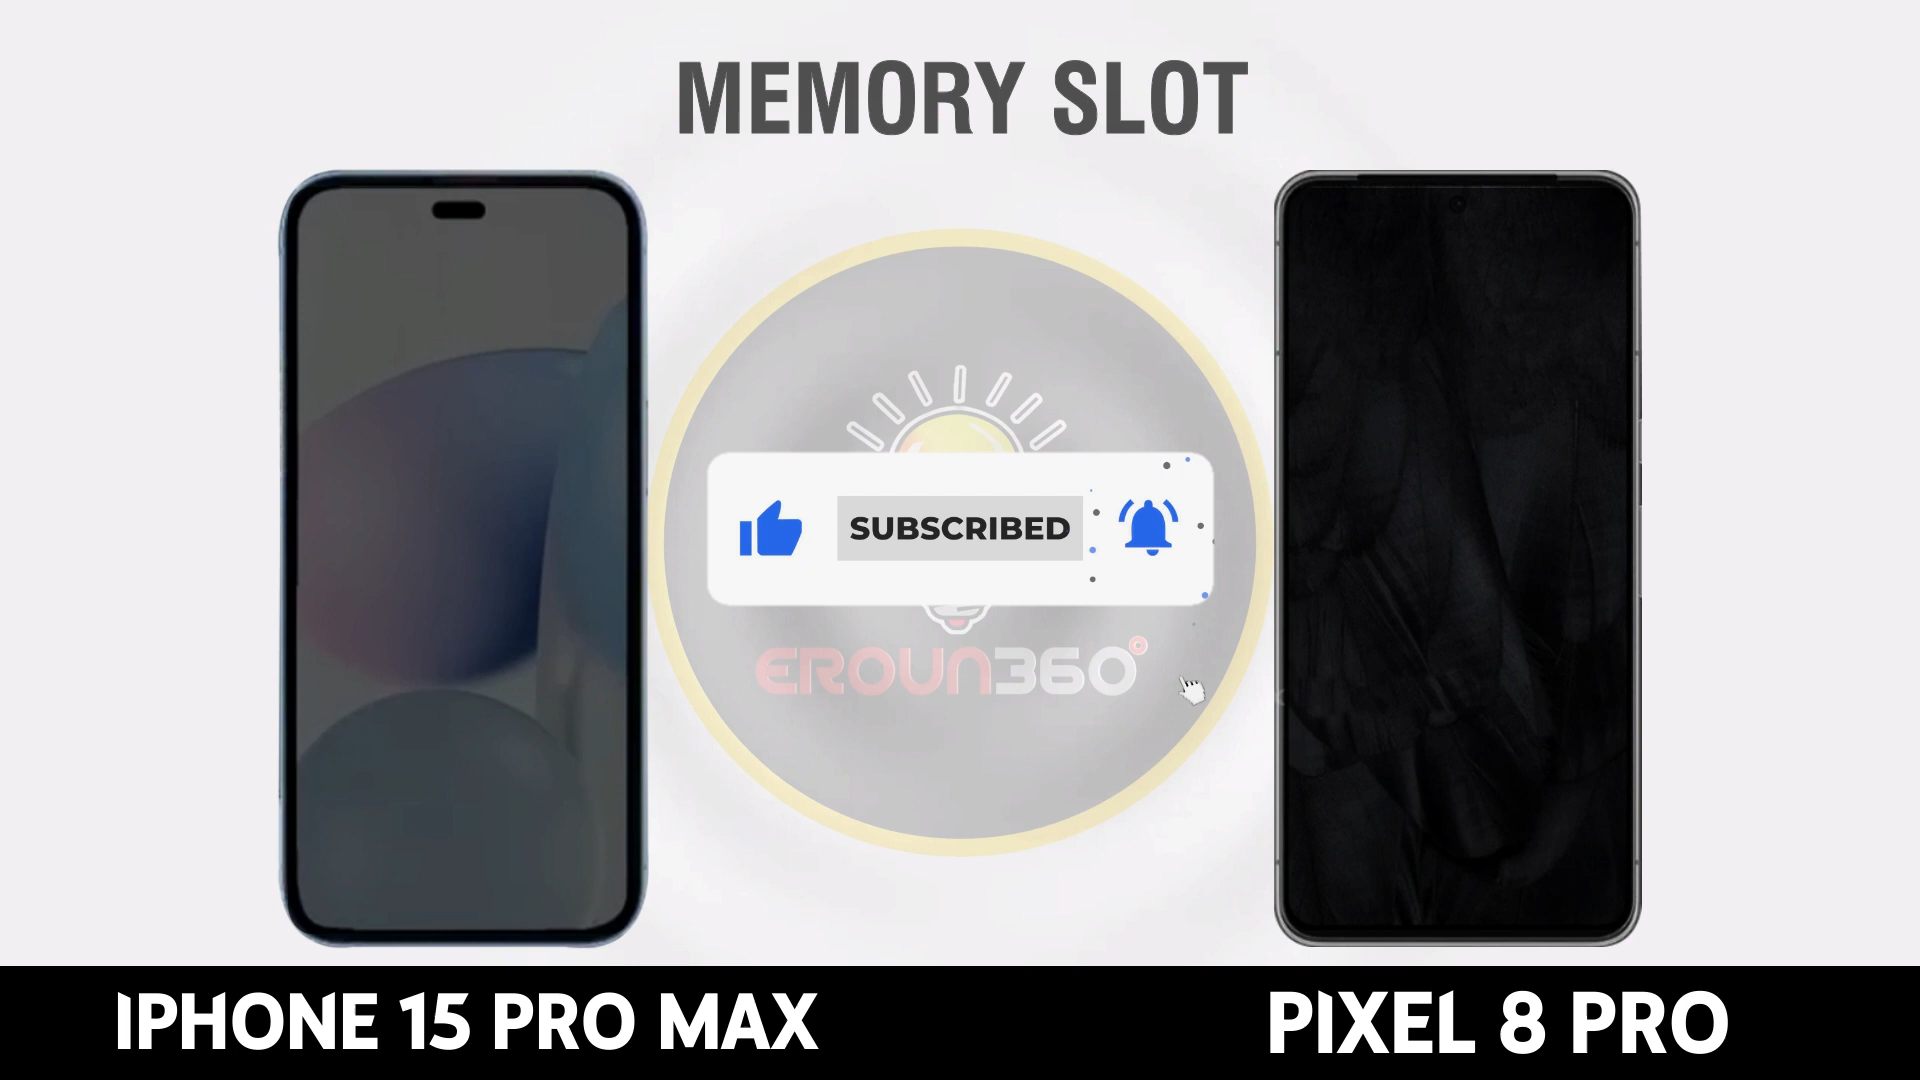 MEMORY SLOT
SUBSCRIBED
EROUN360°
IPHONE 15 PRO MAX
PIXEL 8 PRO